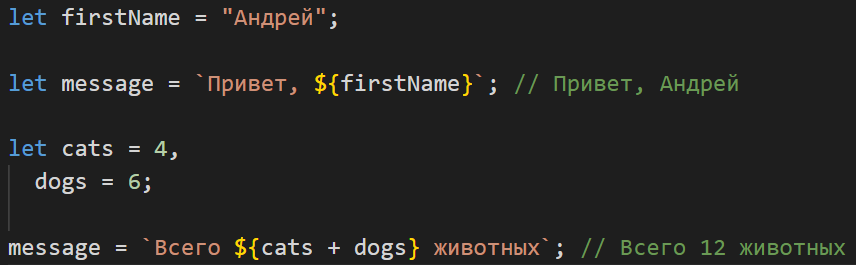 let firstName = "Андрей";
let message = `Привет, ${firstName}`; // Привет, Андрей
let cats = 4,
dogs = 6;
message = `Всего ${cats + dogs} животных`; // Всего 12 животных